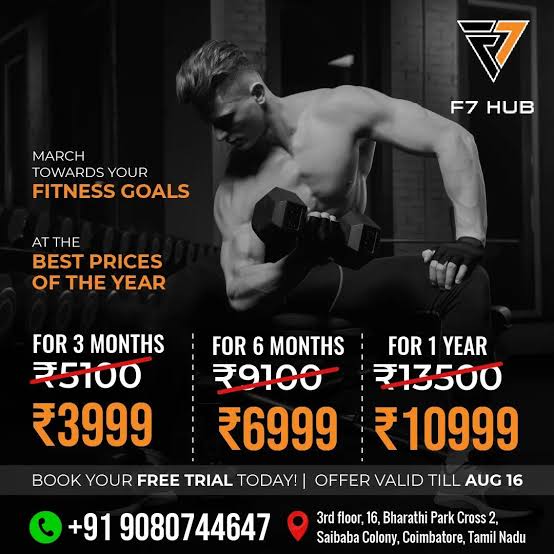 F7
F7 HUB
MARCH
TOWARDS YOUR
FITNESS GOALS
AT THE
BEST PRICES
OF THE YEAR
FOR 3 MONTHS
₹5100
₹3999
FOR 6 MONTHS
₹9100
₹6999
FOR 1 YEAR
₹13500
₹10999
BOOK YOUR FREE TRIAL TODAY! | OFFER VALID TILL AUG 16
+91 9080744647
3rd floor, 16, Bharathi Park Cross 2,
Saibaba Colony, Coimbatore, Tamil Nadu